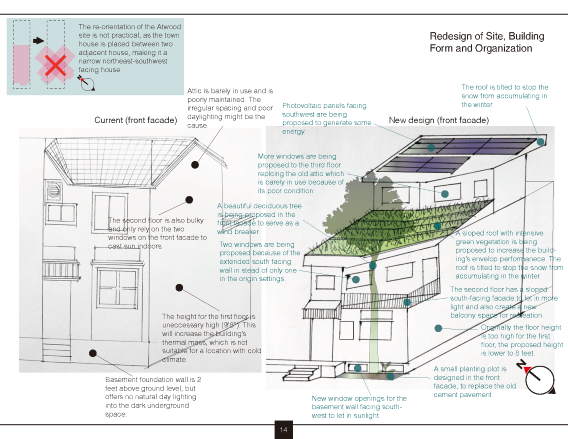 The re-orientation of the Atwood
site is not practical, as the town
house is placed between two
adjacent house, making it a
narrow northeast-southwest
facing house
Redesign of Site, Building
Form and Organization
Attic is barely in use and is
poorly maintained. The
irregular spacing and poor
daylighting might be the
cause.
Current (front facade)
Photovoltaic panels facing
southwest are being
proposed to generate some
energy
New design (front facade)
The roof is tilted to stop the
snow from accumulating in
the winter
More windows are being
proposed to the third floor
replcing the old attic which
is barely in use because of
its poor condition
The second floor is also bulky
and only rely on the two
windows on the front facade to
cast sun indoors.
A beautiful deciduous tree
is being proposed in the
front facade to serve as a
wind breaker.
Two windows are being
proposed because of the
extended south facing
wall in stead of only one
in the origin settings.
A sloped roof with intensive
green vegetation is being
proposed to increase the build-
ing's envelop performance. The
roof is tilted to stop the snow from
accumulating in the winter
The second floor has a sloped
south-facing facade to let in more
light and also create a new
balcony space for recreation
The height for the first floor is
uneccessary high (9'6"). This
will increase the building's
thermal mass, which is not
suitable for a location with cold
climate.
Originally the floor height
is too high for the first
floor, the proposed height
is lower to 8 feet.
Basement foundation wall is 2
feet above ground level, but
offers no natural day lighting
into the dark underground
space.
New window openings for the
basement wall facing south-
west to let in sunlight
A small planting plot is
designed in the front
facade, to replace the old
cement pavement.
N
14